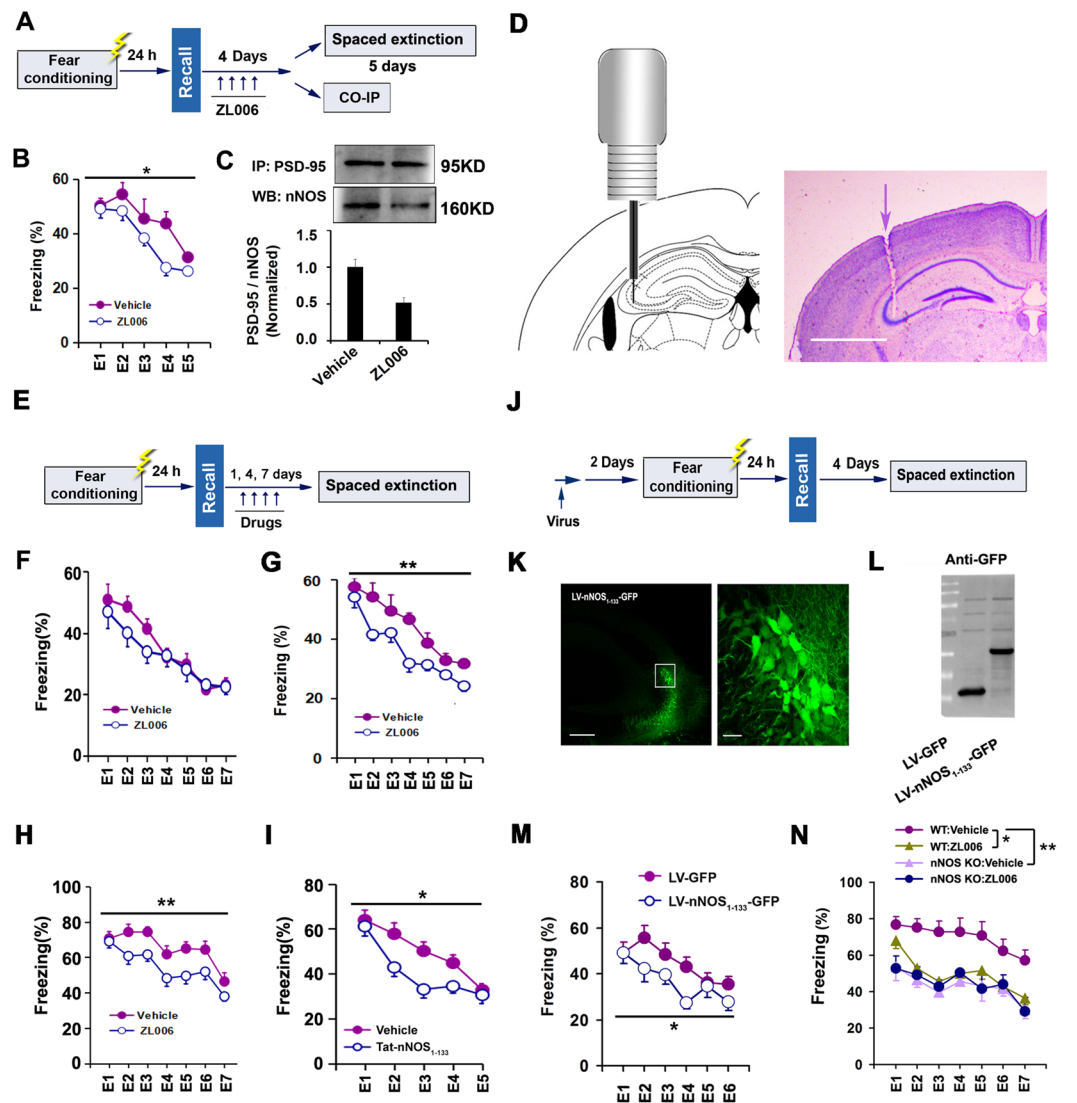 A
Fear
conditioning
24 h
Recall
4 Days
ZL006
Spaced extinction
5 days
CO-IP
B
*
Freezing (%)
60
40
20
0
Vehicle
ZL006
E1
E2
E3
E4
E5
C
IP: PSD-95
95KD
WB: nNOS
160KD
PSD-95 / nNOS
(Normalized)
1.5
1.0
0.5
0.0
Vehicle
ZL006
D
E
Fear
conditioning
24 h
Recall
1, 4, 7 days
Drugs
Spaced extinction
J
Virus
2 Days
Fear
conditioning
24 h
Recall
4 Days
Spaced extinction
F
Freezing(%)
60
40
20
0
Vehicle
ZL006
E1
E2
E3
E4
E5
E6
E7
G
**
Freezing (%)
60
40
20
0
Vehicle
ZL006
E1
E2
E3
E4
E5
E6
E7
K
LV-nNOS1-133-GFP
L
Anti-GFP
LV-GFP
LV-nNOS1-133-GFP
H
**
Freezing(%)
100
80
60
40
20
0
Vehicle
ZL006
E1
E2
E3
E4
E5
E6
E7
I
*
Freezing(%)
80
60
40
20
0
Vehicle
Tat-nNOS1-133
E1
E2
E3
E4
E5
M
LV-GFP
LV-nNOS1-133-GFP
Freezing (%)
80
60
40
20
0
*
E1
E2
E3
E4
E5
E6
N
WT:Vehicle
WT:ZL006
nNOS KO:Vehicle
nNOS KO:ZL006
*
**
Freezing (%)
100
80
60
40
20
0
E1
E2
E3
E4
E5
E6
E7